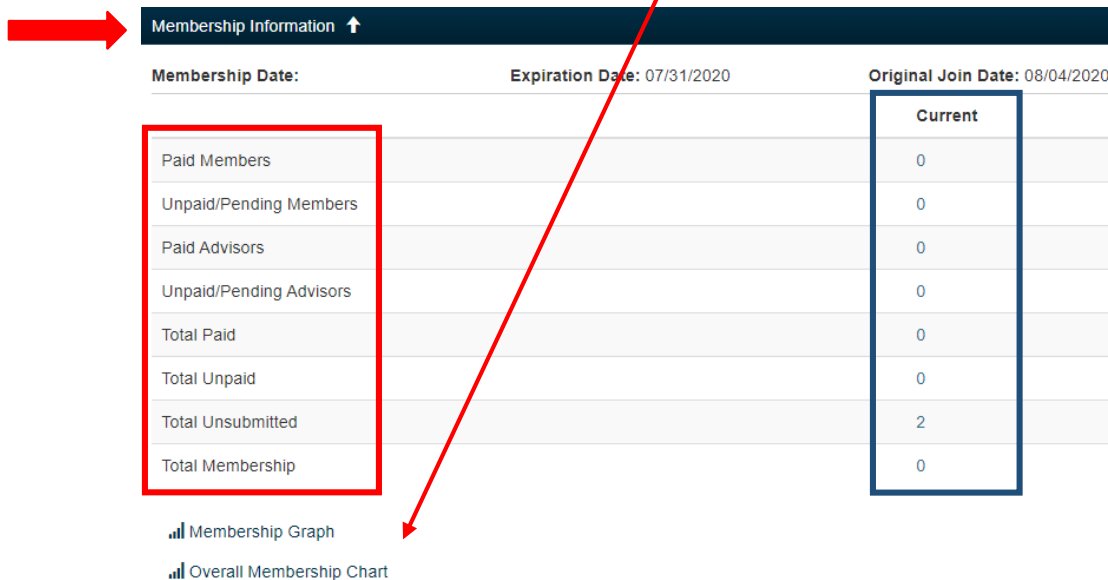 Membership Information
Membership Date: Expiration Date: 07/31/2020 Original Join Date: 08/04/2020
Current
Paid Members 0
Unpaid/Pending Members 0
Paid Advisors 0
Unpaid/Pending Advisors 0
Total Paid 0
Total Unpaid 0
Total Unsubmitted 2
Total Membership 0
Membership Graph
Overall Membership Chart